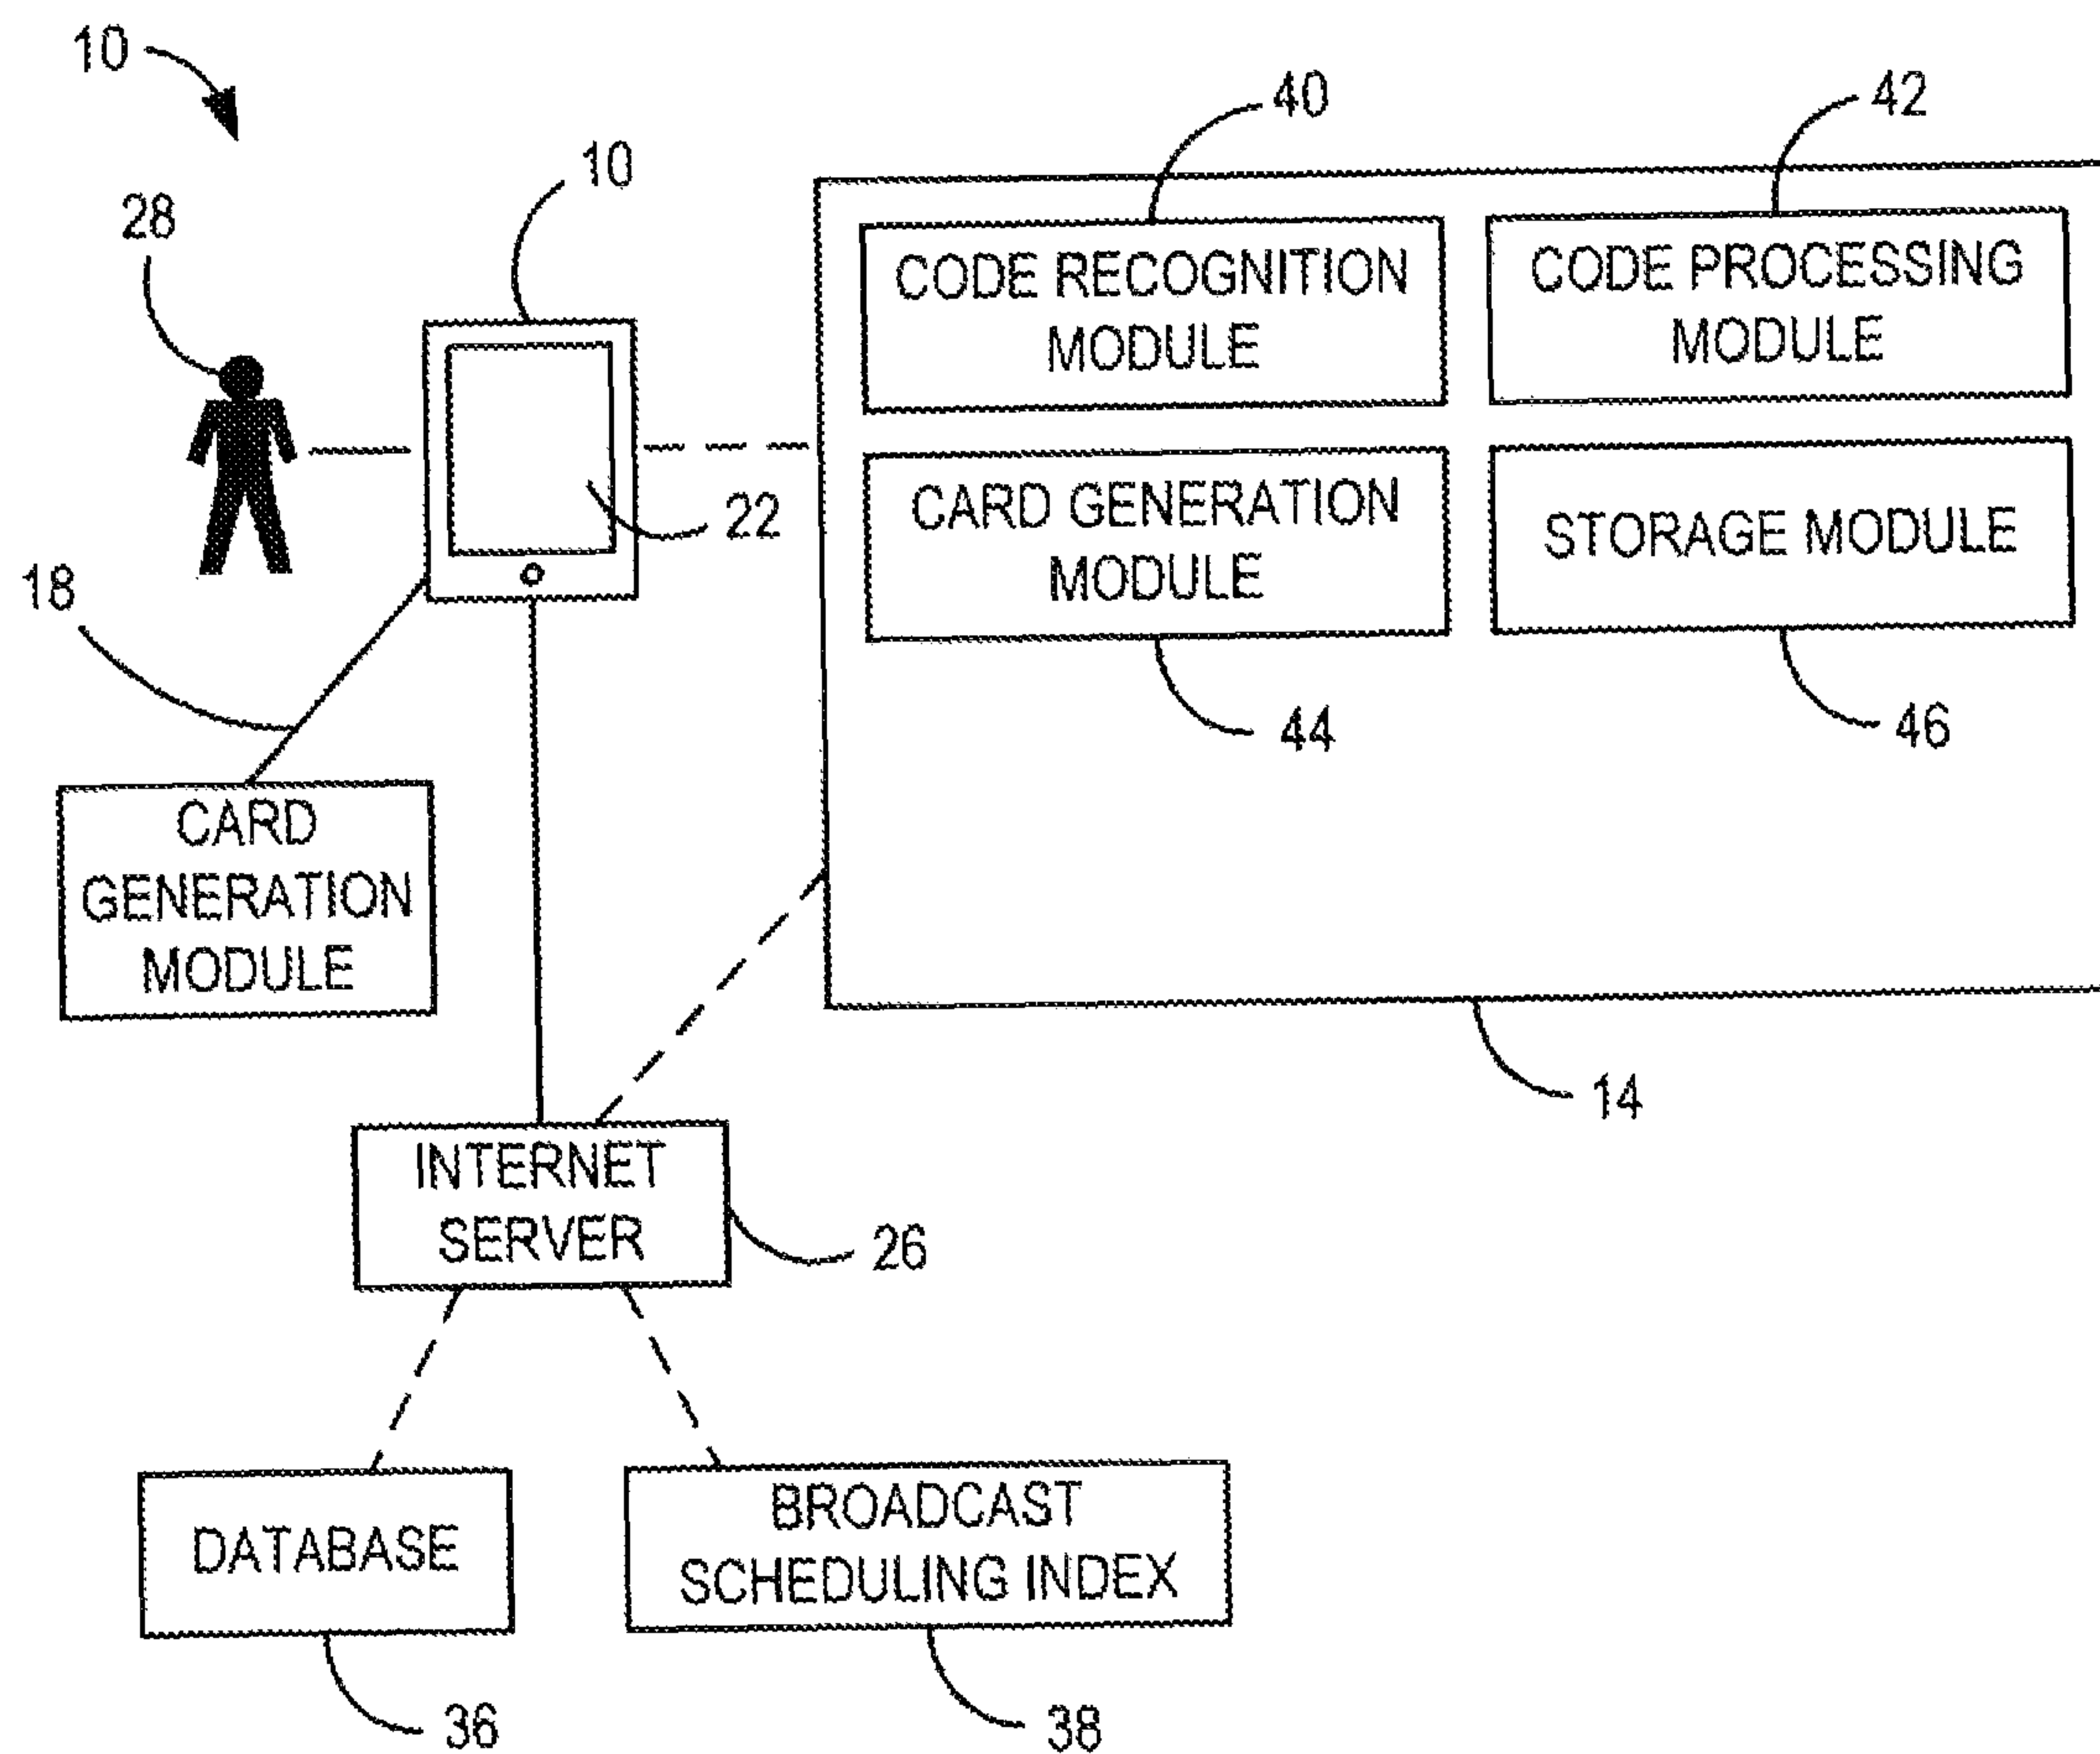 10
10
40
42
28
CODE RECOGNITION
MODULE
CODE PROCESSING
MODULE
22
CARD GENERATION
MODULE
STORAGE MODULE
18
44
46
CARD
GENERATION
MODULE
14
INTERNET
SERVER
26
DATABASE
BROADCAST
SCHEDULING INDEX
36
38